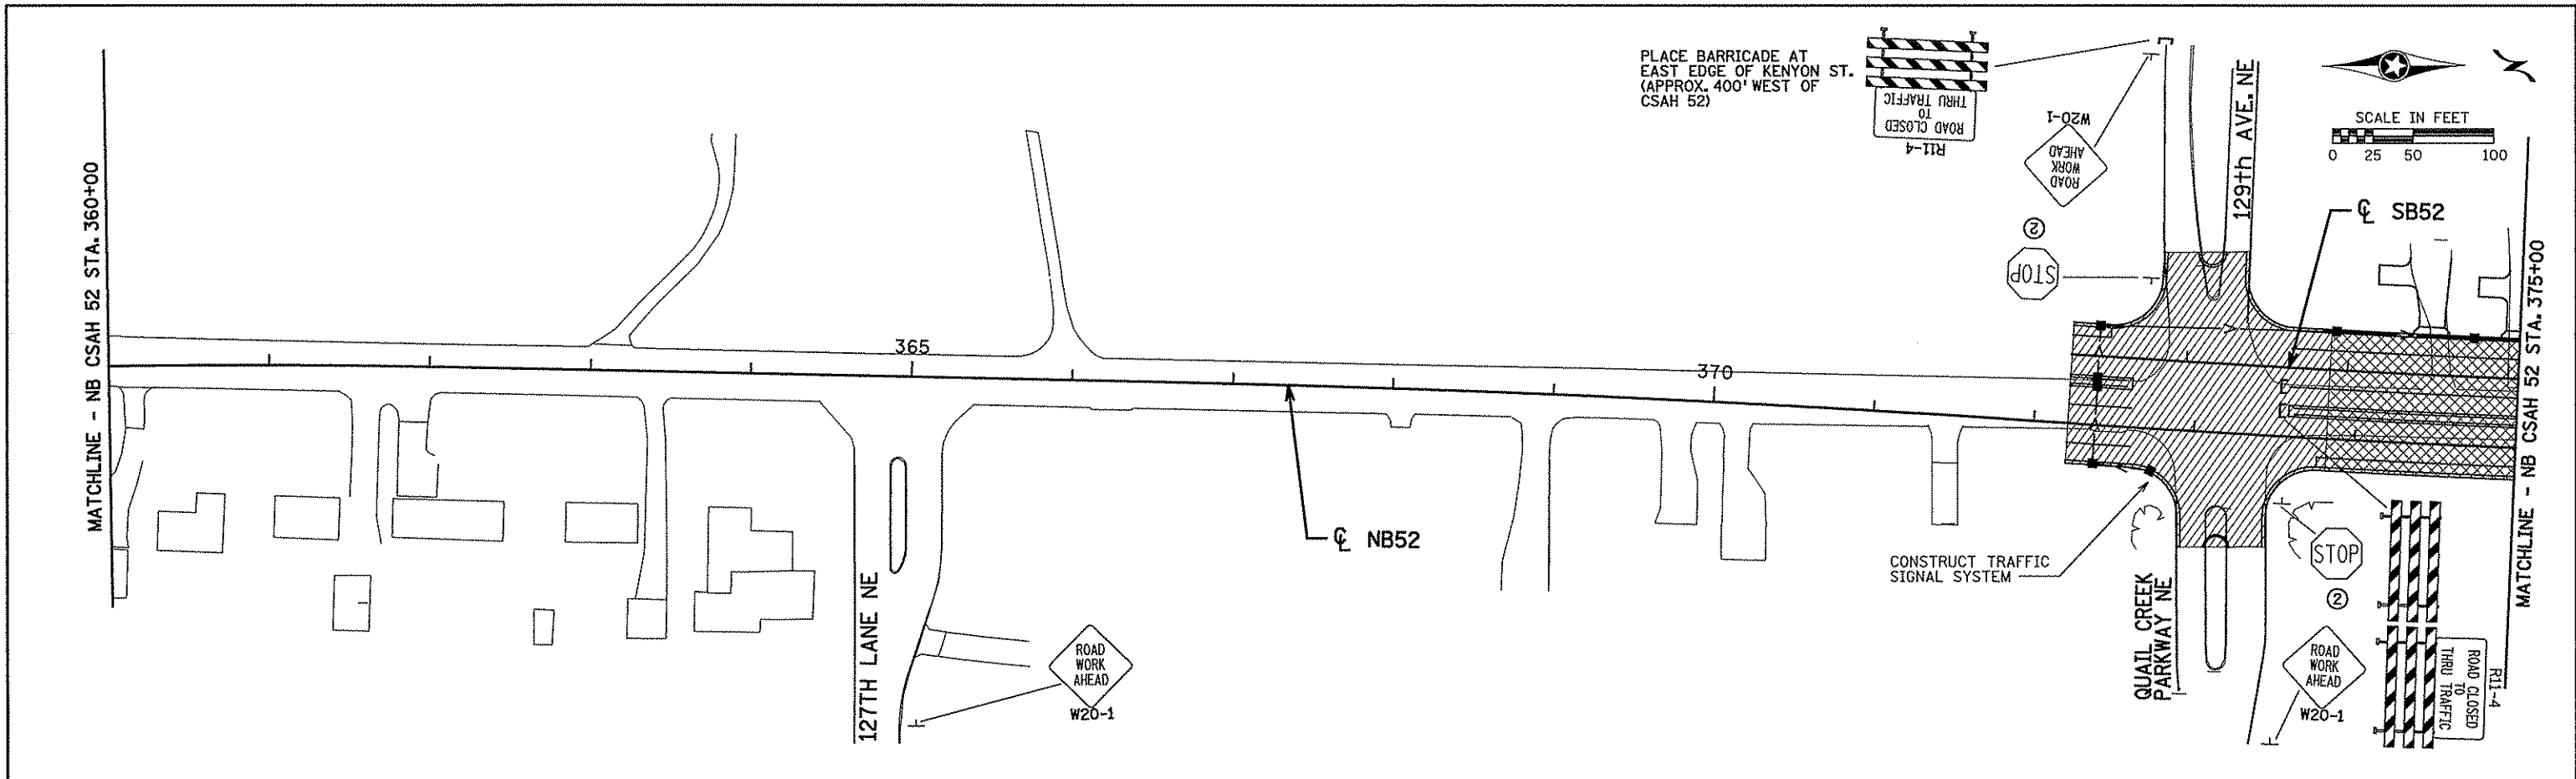 PLACE BARRICADE AT
EAST EDGE OF KENYON ST.
(APPROX. 400' WEST OF
CSAH 52)
ROAD CLOSED
TO
THRU TRAFFIC
R11-4
W20-1
ROAD
WORK
AHEAD
2
STOP
129th AVE. NE
SCALE IN FEET
0 25 50 100
℄ SB52
MATCHLINE - NB CSAH 52 STA. 360+00
365
370
MATCHLINE - NB CSAH 52 STA. 375+00
℄ NB52
127TH LANE NE
ROAD
WORK
AHEAD
W20-1
CONSTRUCT TRAFFIC
SIGNAL SYSTEM
QUAIL CREEK
PARKWAY NE
STOP
2
ROAD
WORK
AHEAD
W20-1
ROAD CLOSED
TO
THRU TRAFFIC
R11-4